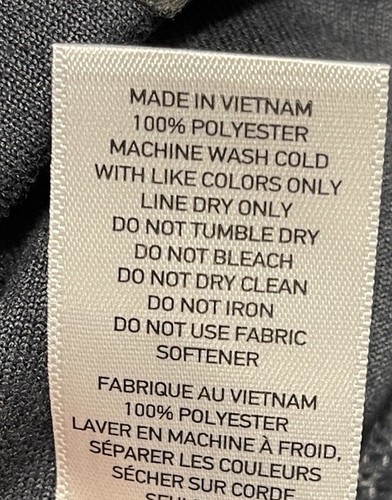 MADE IN VIETNAM
100% POLYESTER
MACHINE WASH COLD
WITH LIKE COLORS ONLY
LINE DRY ONLY
DO NOT TUMBLE DRY
DO NOT BLEACH
DO NOT DRY CLEAN
DO NOT IRON
DO NOT USE FABRIC
SOFTENER
FABRIQUE AU VIETNAM
100% POLYESTER
LAVER EN MACHINE À FROID,
SÉPARER LES COULEURS
SÉCHER SUR CORDE